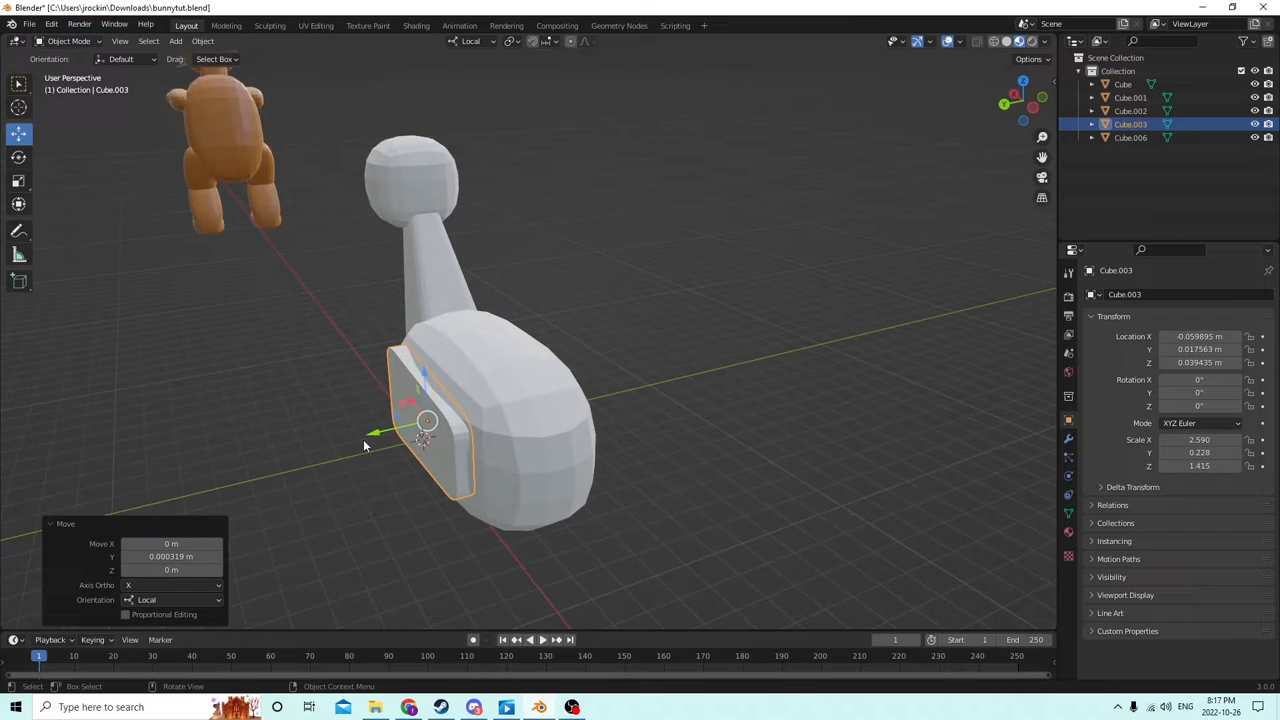 Blender* [C:\Users\jrockin\Downloads\bunnytut.blend]
File Edit Render Window Help Layout Modeling Sculpting UV Editing Texture Paint Shading Animation Rendering Compositing Geometry Nodes Scripting + Scene ViewLayer
Object Mode View Select Add Object Local
Orientation: Default Drag: Select Box Options
User Perspective
(1) Collection | Cube.003
X
Y
Z
Scene Collection
Collection
Cube
Cube.001
Cube.002
Cube.003
Cube.006
Cube.003
Cube.003
Transform
Location X -0.059895 m
Y 0.017563 m
Z 0.039435 m
Rotation X 0°
Y 0°
Z 0°
Mode XYZ Euler
Scale X 2.590
Y 0.228
Z 1.415
Delta Transform
Relations
Collections
Instancing
Motion Paths
Visibility
Viewport Display
Line Art
Custom Properties
Move
Move X 0 m
Y 0.000319 m
Z 0 m
Axis Ortho X
Orientation Local
Proportional Editing
Playback Keying View Marker 1 Start 1 End 250
1 10 20 30 40 50 60 70 80 90 100 110 120 130 140 150 160 170 180 190 200 210 220 230 240 250
Select Box Select Rotate View Object Context Menu 3.0.0
Type here to search
8:17 PM
2022-10-26